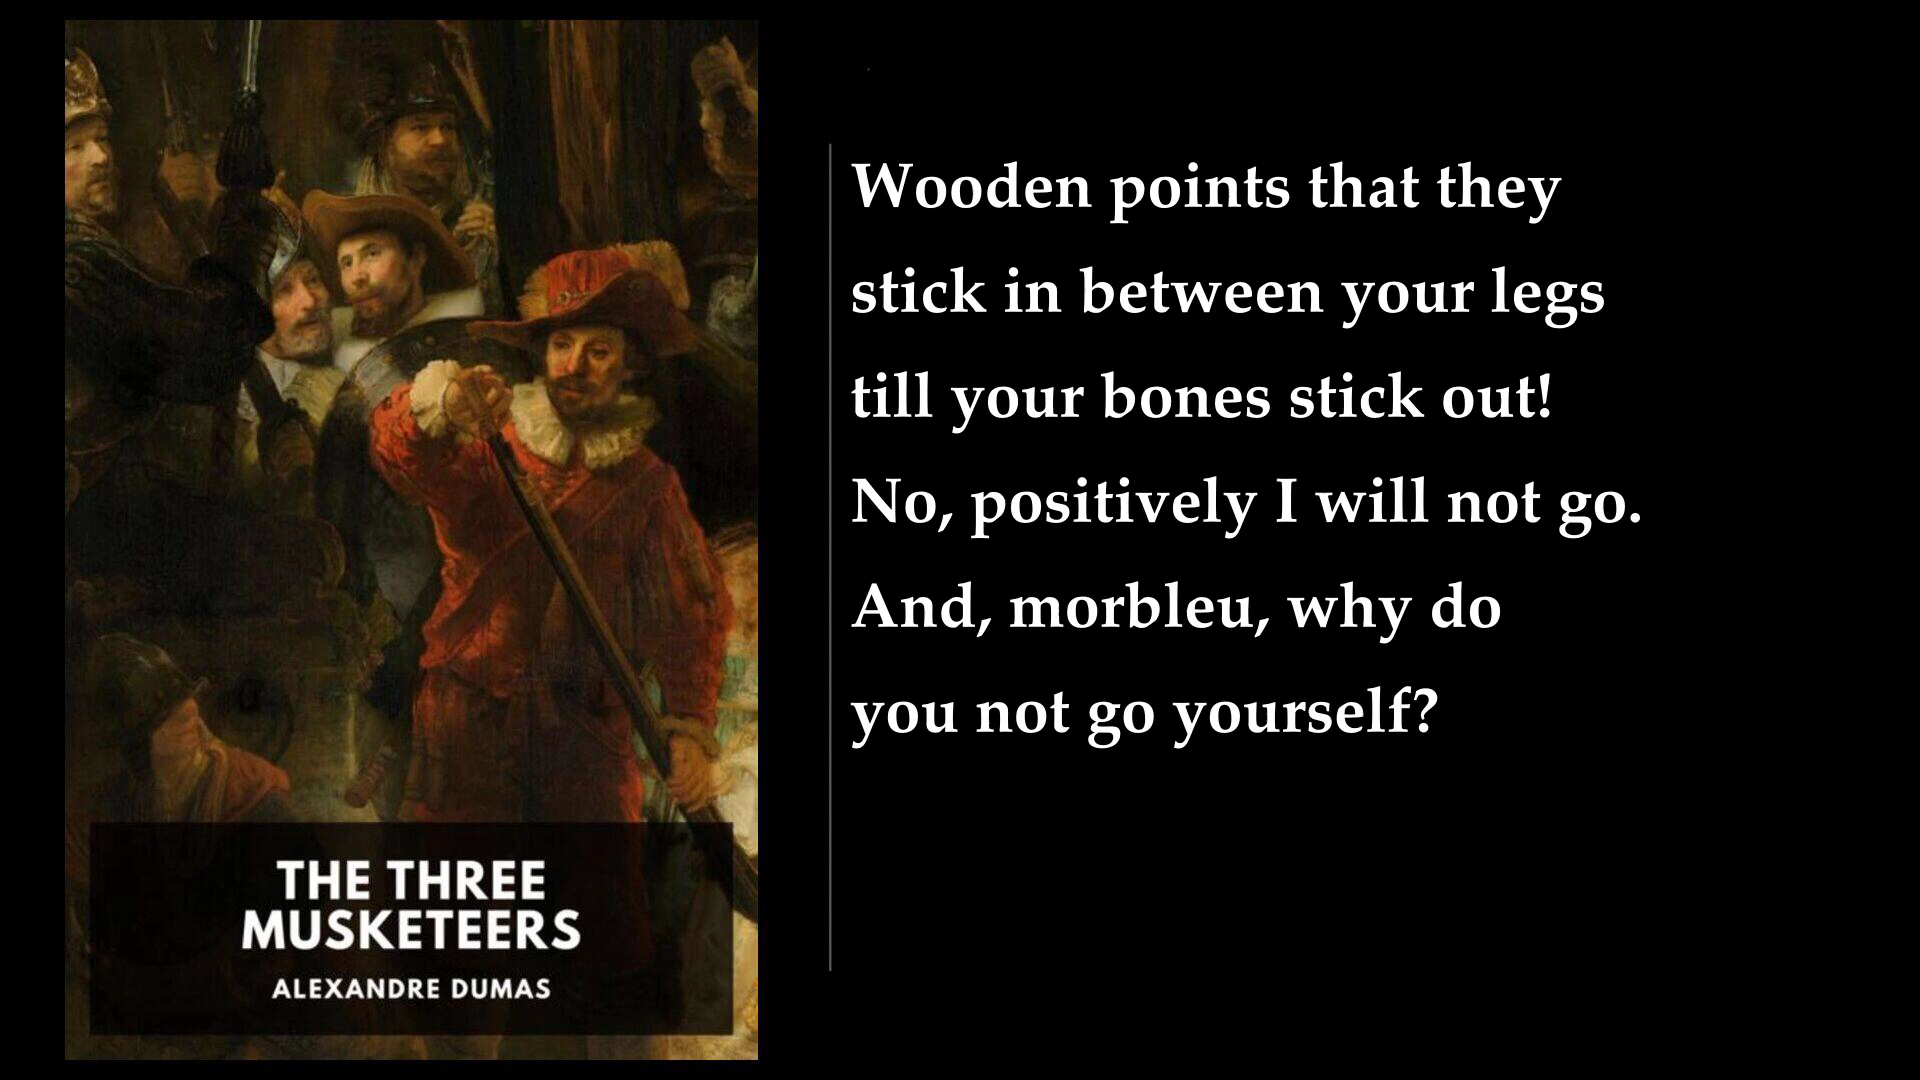 THE THREE
MUSKETEERS
ALEXANDRE DUMAS
Wooden points that they
stick in between your legs
till your bones stick out!
No, positively I will not go.
And, morbleu, why do
you not go yourself?